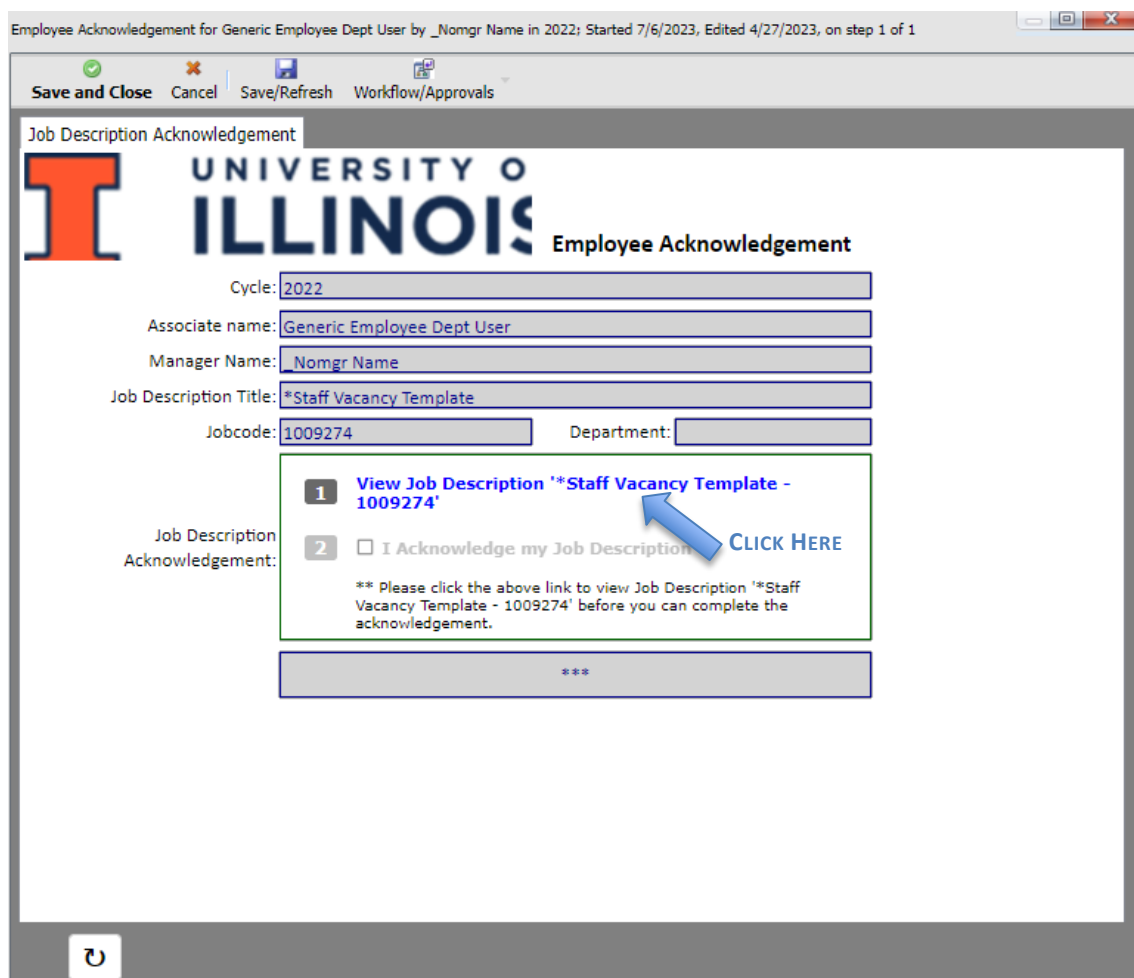 Employee Acknowledgement for Generic Employee Dept User by _Nomgr Name in 2022; Started 7/6/2023, Edited 4/27/2023, on step 1 of 1
Save and Close Cancel Save/Refresh Workflow/Approvals
Job Description Acknowledgement
UNIVERSITY O
ILLINOIS
Employee Acknowledgement
Cycle: 2022
Associate name: Generic Employee Dept User
Manager Name: _Nomgr Name
Job Description Title: *Staff Vacancy Template
Jobcode: 1009274 Department:
1 View Job Description '*Staff Vacancy Template -
1009274'
Job Description
Acknowledgement:
2 I Acknowledge my Job Description
CLICK HERE
** Please click the above link to view Job Description '*Staff
Vacancy Template - 1009274' before you can complete the
acknowledgement.
***